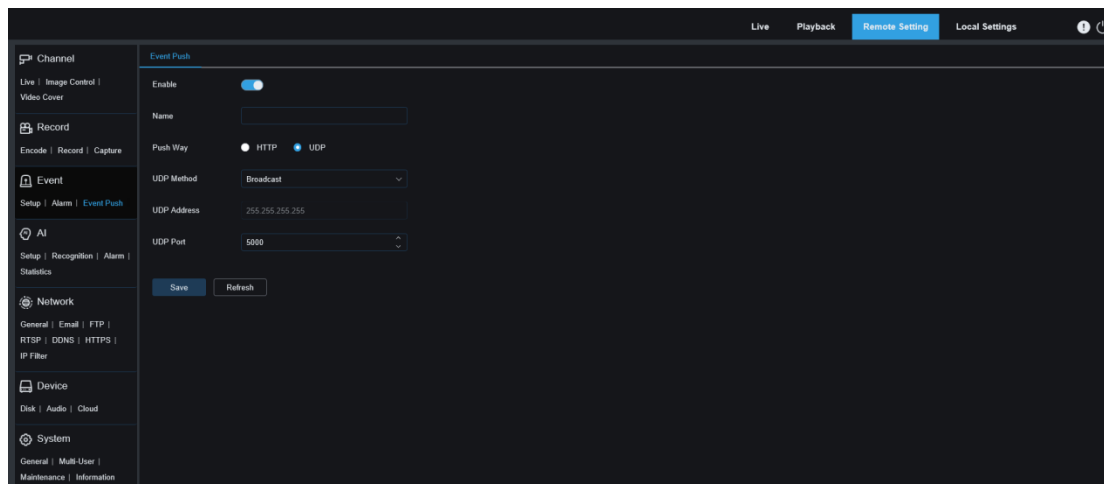 Live Playback Remote Setting Local Settings
Channel
Live | Image Control |
Video Cover
Record
Encode | Record | Capture
Event
Setup | Alarm | Event Push
AI
Setup | Recognition | Alarm |
Statistics
Network
General | Email | FTP |
RTSP | DDNS | HTTPS |
IP Filter
Device
Disk | Audio | Cloud
System
General | Multi-User |
Maintenance | Information
Event Push
Enable
Name
Push Way HTTP UDP
UDP Method Broadcast
UDP Address 255.255.255.255
UDP Port 5000
Save Refresh